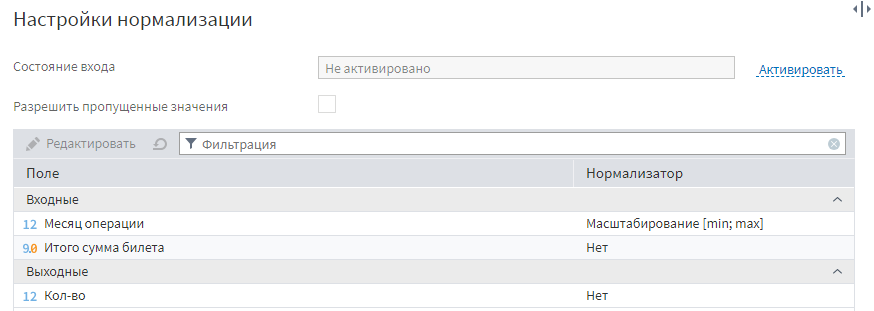 Настройки нормализации
Состояние входа Не активировано Активировать
Разрешить пропущенные значения
Редактировать Фильтрация
Поле Нормализатор
Входные
12 Месяц операции Масштабирование [min; max]
9.0 Итого сумма билета Нет
Выходные
12 Кол-во Нет